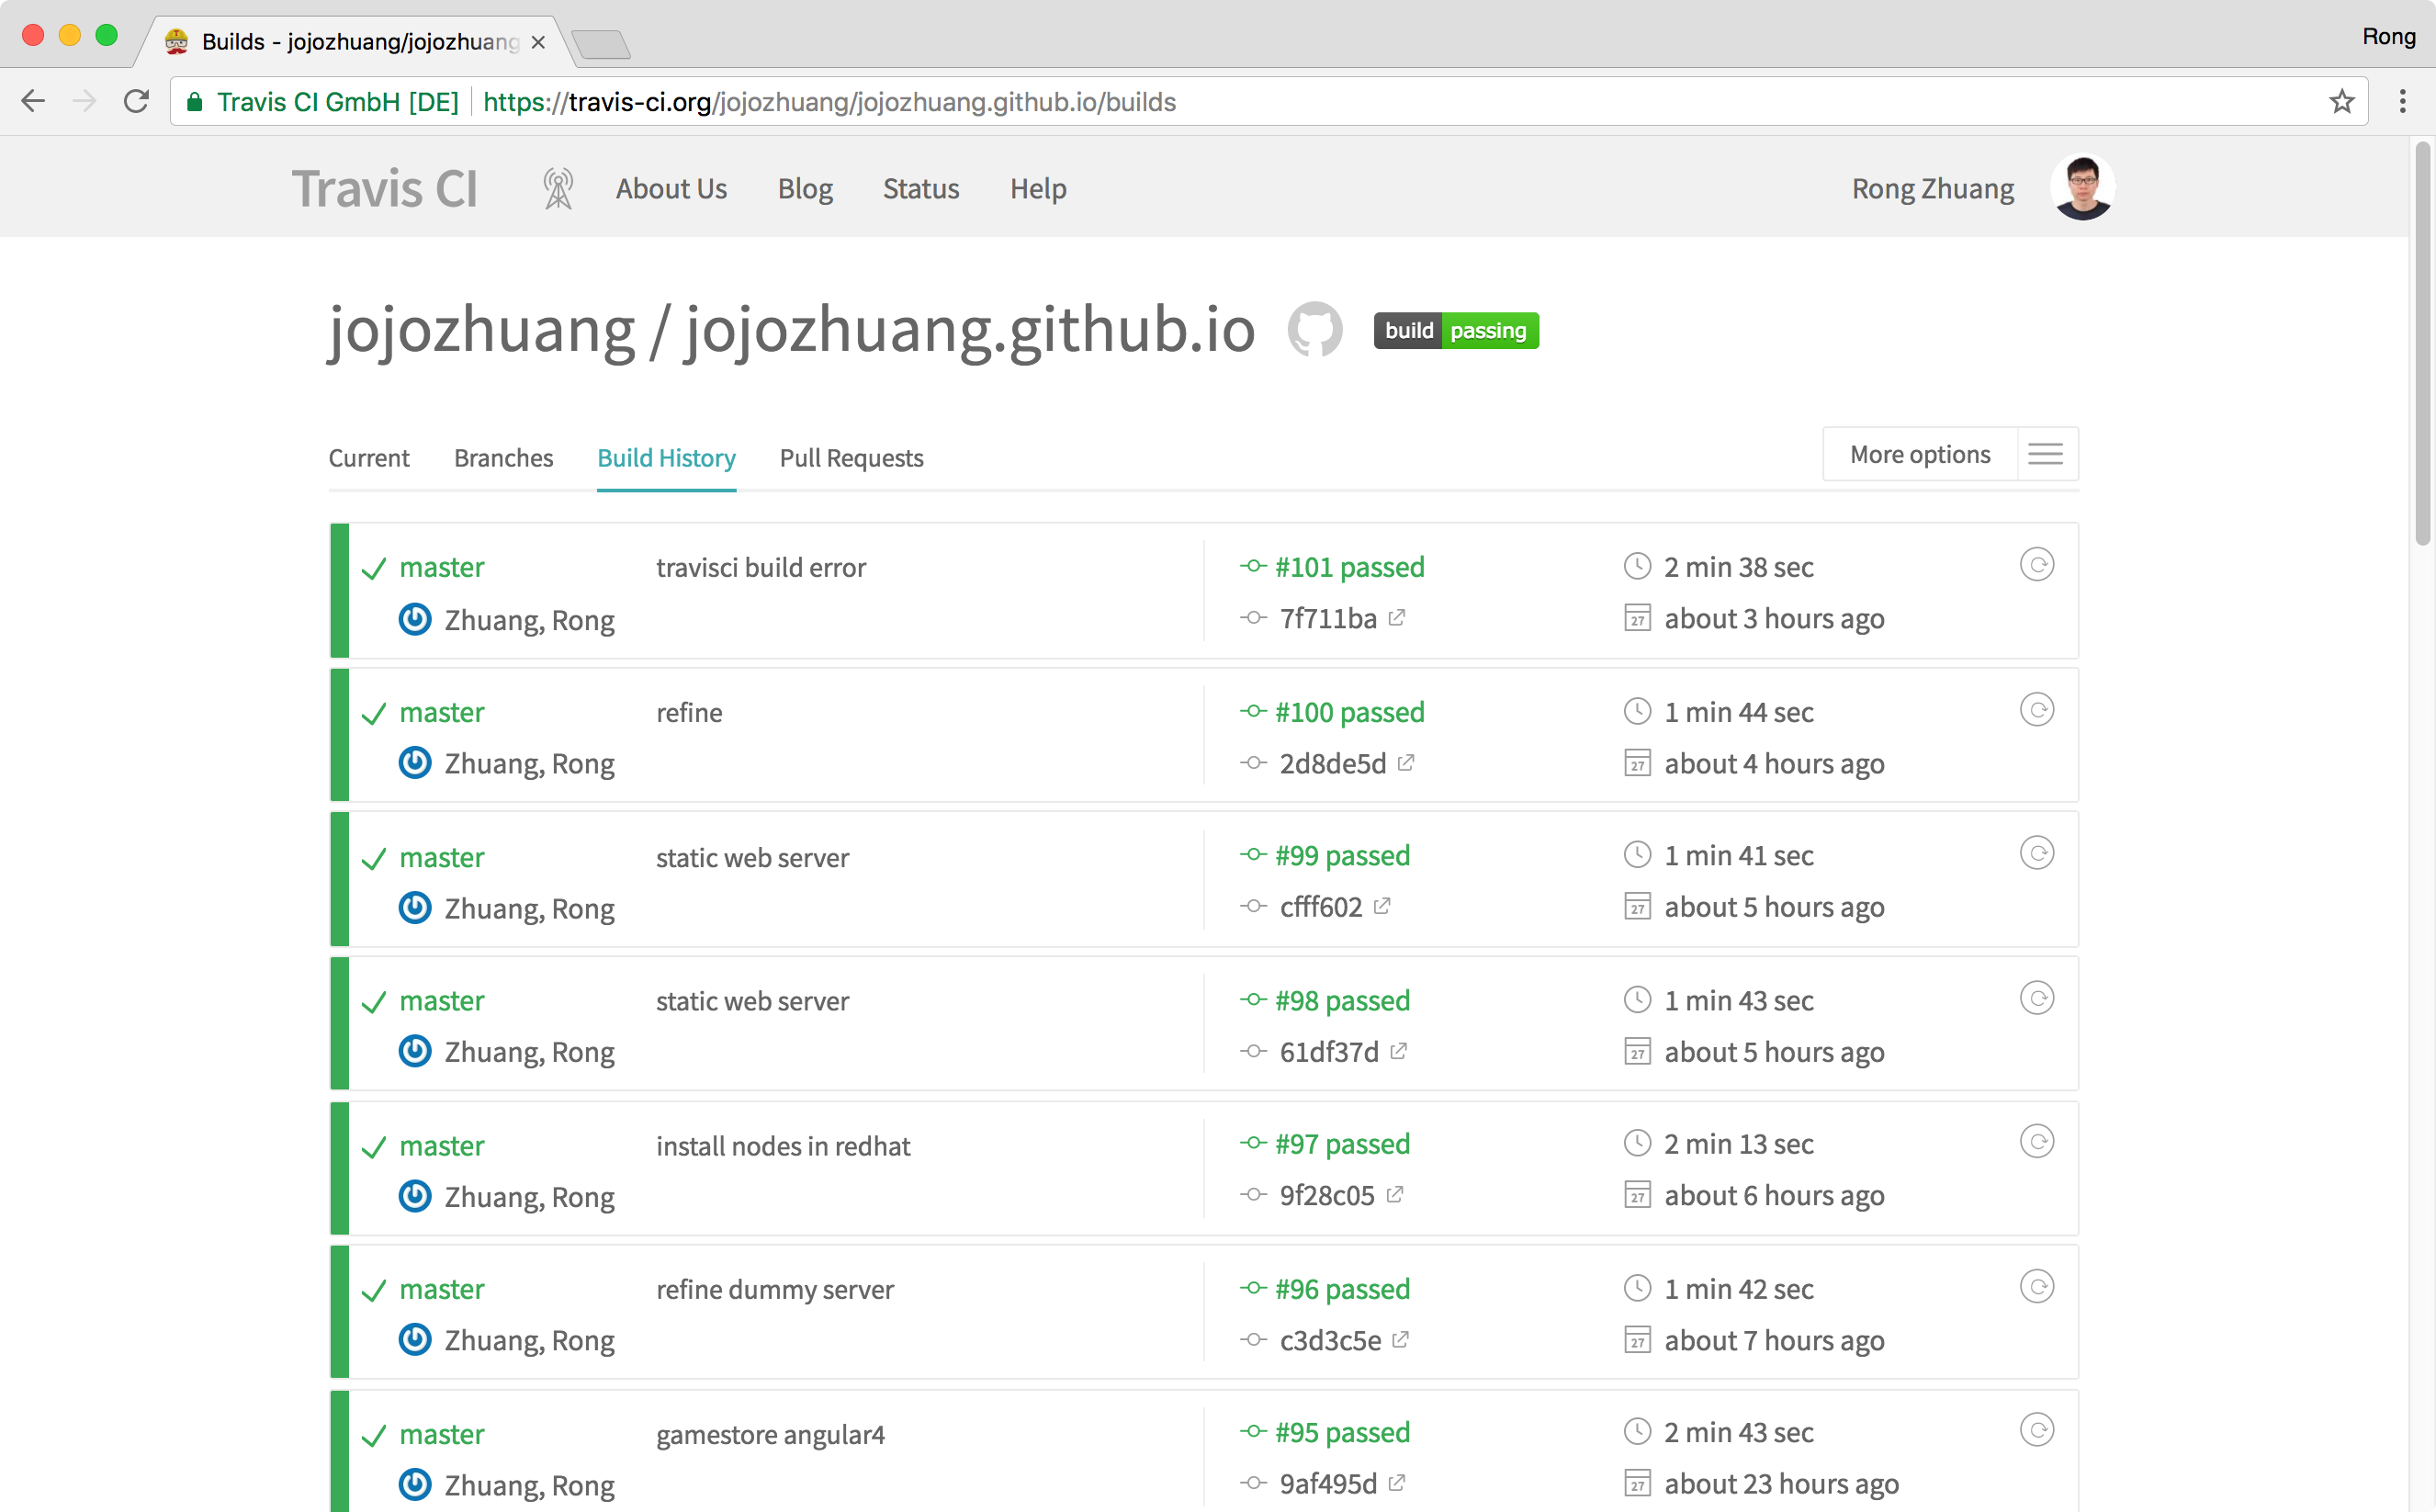 Builds - jojozhuang/jojozhuang
Rong
Travis CI GmbH [DE] https://travis-ci.org/jojozhuang/jojozhuang.github.io/builds
Travis CI About Us Blog Status Help Rong Zhuang
jojozhuang / jojozhuang.github.io build passing
Current Branches Build History Pull Requests More options
master travisci build error #101 passed 2 min 38 sec
Zhuang, Rong 7f711ba 27 about 3 hours ago
master refine #100 passed 1 min 44 sec
Zhuang, Rong 2d8de5d 27 about 4 hours ago
master static web server #99 passed 1 min 41 sec
Zhuang, Rong cfff602 27 about 5 hours ago
master static web server #98 passed 1 min 43 sec
Zhuang, Rong 61df37d 27 about 5 hours ago
master install nodes in redhat #97 passed 2 min 13 sec
Zhuang, Rong 9f28c05 27 about 6 hours ago
master refine dummy server #96 passed 1 min 42 sec
Zhuang, Rong c3d3c5e 27 about 7 hours ago
master gamestore angular4 #95 passed 2 min 43 sec
Zhuang, Rong 9af495d 27 about 23 hours ago